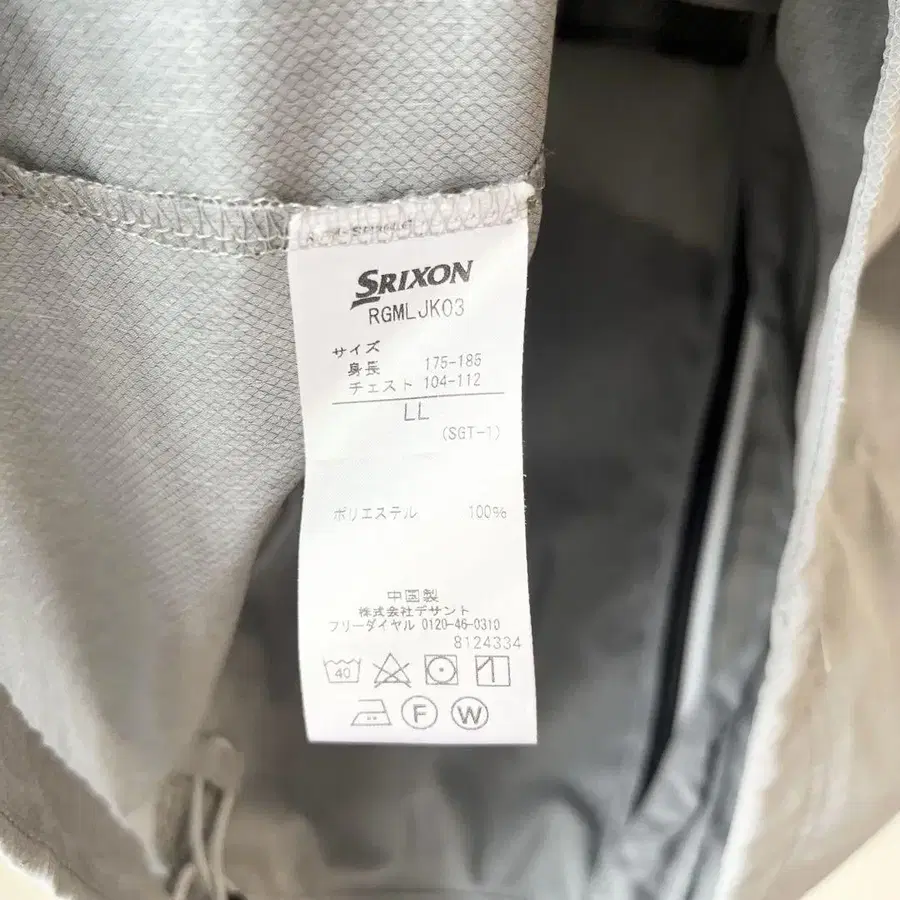 SRIXON
RGMLJK03
サイズ
身長 175-185
チェスト 104-112
LL
(SGT-1)
ポリエステル 100%
中国製
株式会社デサント
フリーダイヤル 0120-46-0310
8124334
40
F W